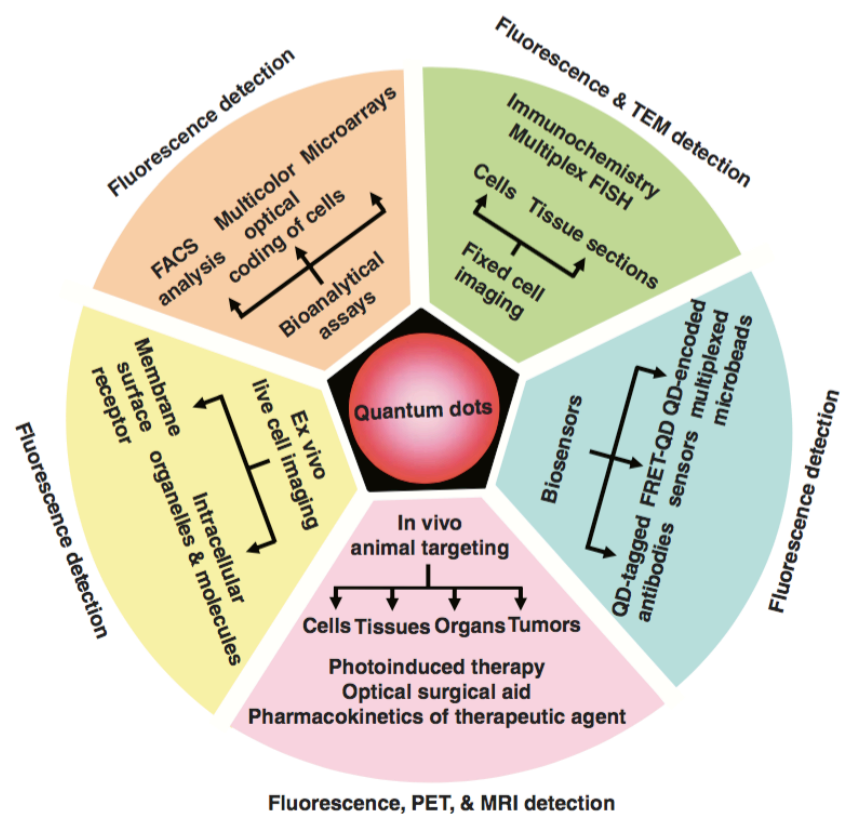 Fluorescence detection
Microarrays
Multicolor
optical
coding of cells
FACS
analysis
Bioanalytical
assays
Fluorescence & TEM detection
Immunochemistry
Multiplex FISH
Cells
Tissue sections
Fixed cell
imaging
Fluorescence detection
Biosensors
QD-encoded
multiplexed
microbeads
FRET-QD
sensors
QD-tagged
antibodies
Quantum dots
Fluorescence detection
Membrane
surface
receptor
Ex vivo
live cell imaging
Intracellular
organelles & molecules
In vivo
animal targeting
Cells Tissues Organs Tumors
Photoinduced therapy
Optical surgical aid
Pharmacokinetics of therapeutic agent
Fluorescence, PET, & MRI detection